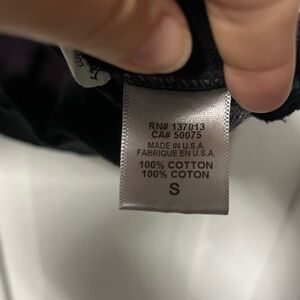 RN# 137013
CA# 50075
MADE IN U.S.A.
FABRIQUE EN U.S.A.
100% COTTON
100% COTON
S